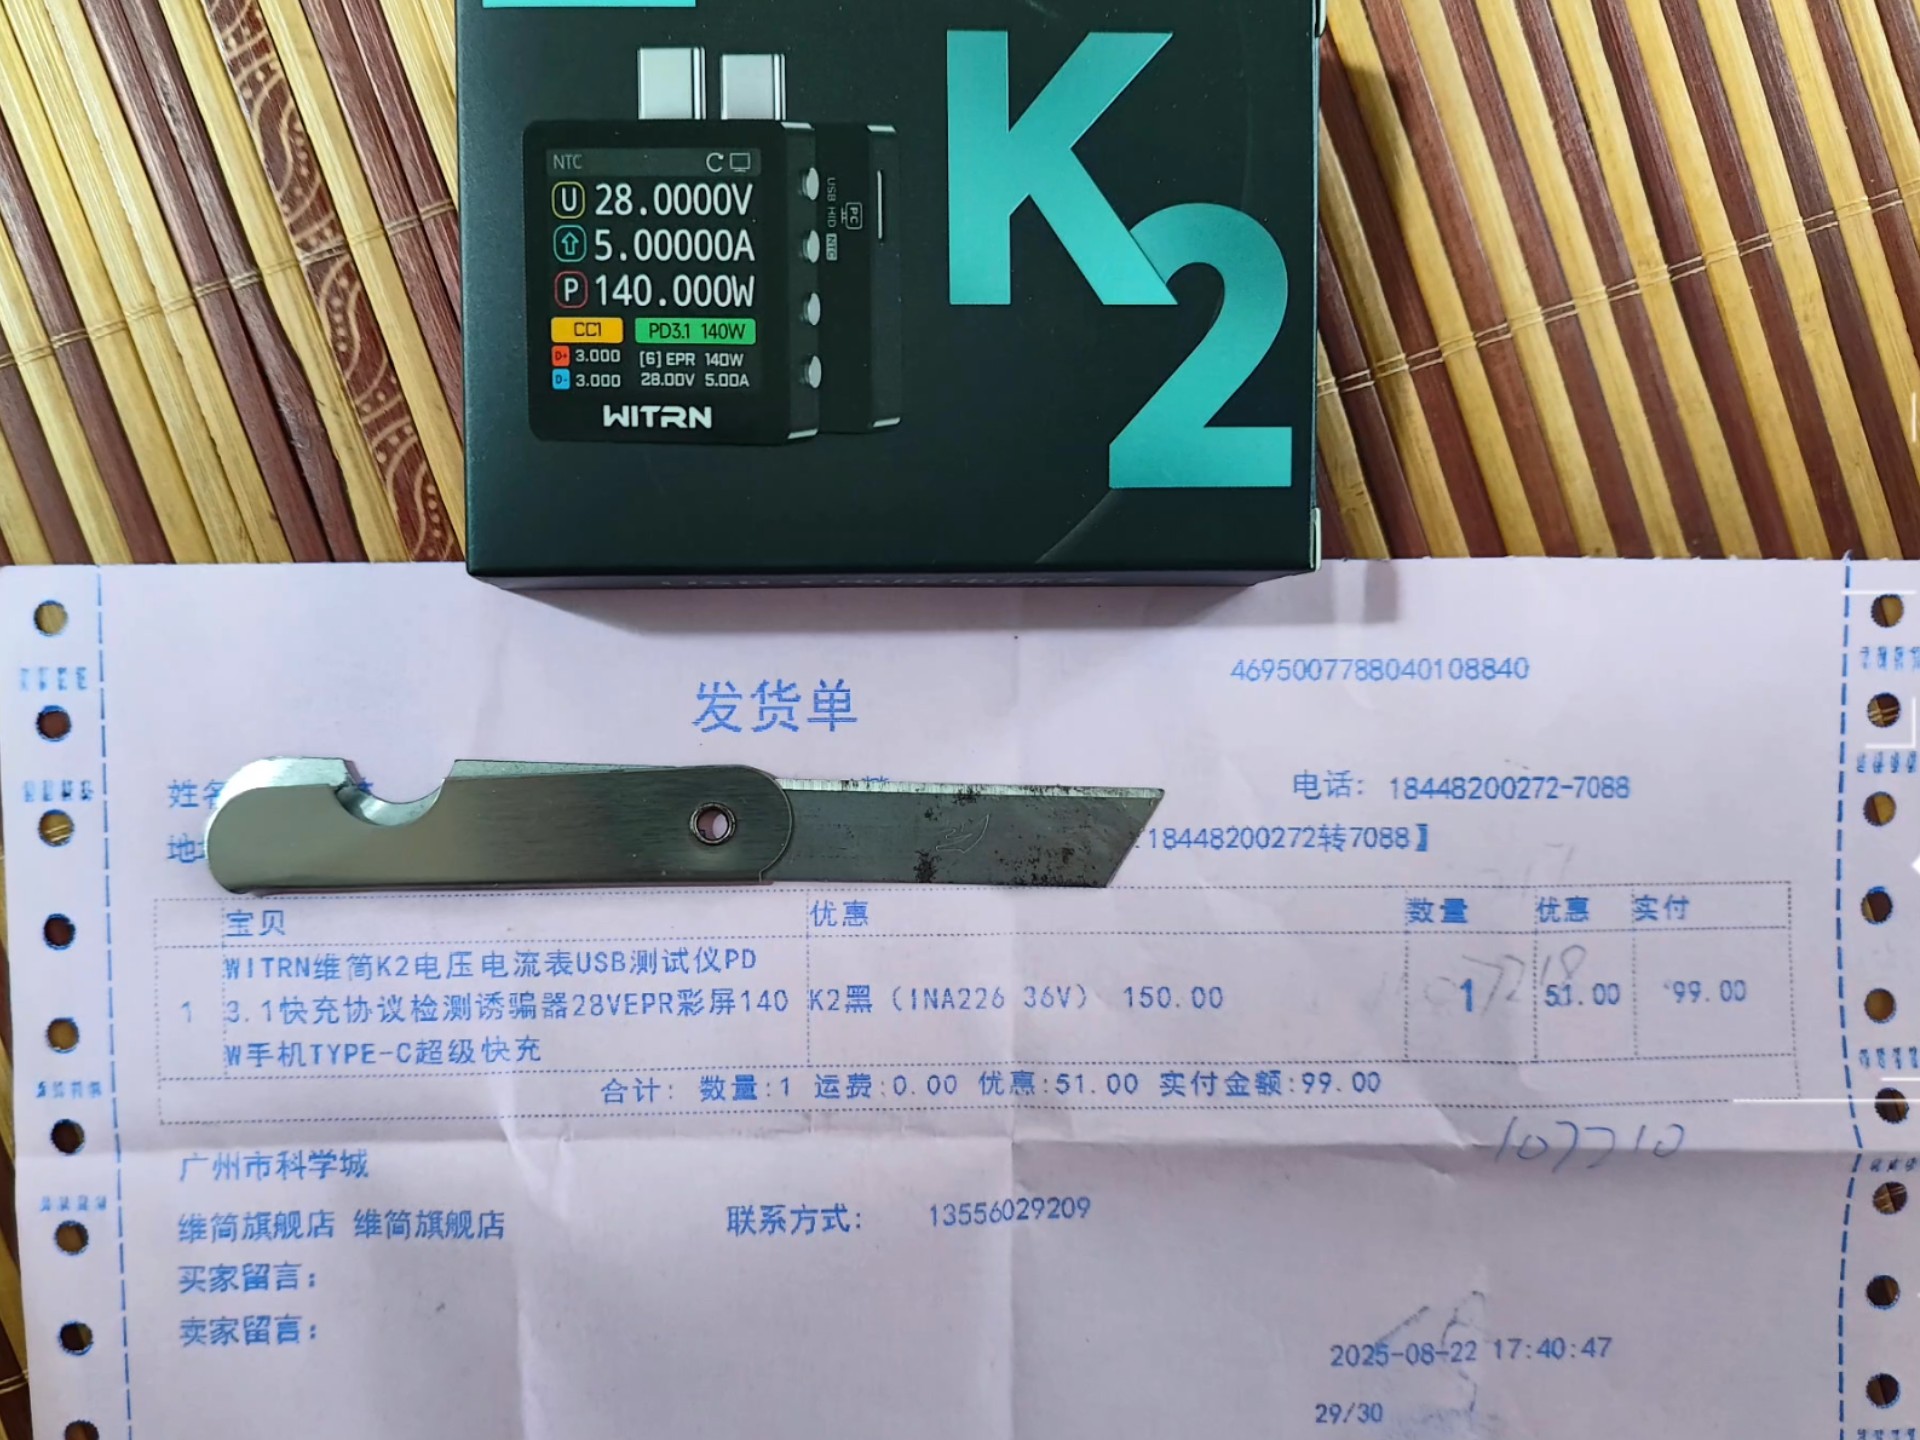 K2
NTC
U 28.0000V
5.00000A
P 140.000W
CC1 PD3.1 140W
D+ 3.000 [6] EPR 140W
D- 3.000 28.00V 5.00A
WITRN
USB HID NTC
PC
发货单
4695007788040108840
姓名
电话: 18448200272-7088
地
18448200272转7088】
宝贝 优惠 数量 优惠 实付
WITRN维简K2电压电流表USB测试仪PD
1 3.1快充协议检测诱骗器28VEPR彩屏140 K2黑（INA226 36V） 150.00 1 51.00 99.00
W手机TYPE-C超级快充
合计: 数量:1 运费:0.00 优惠:51.00 实付金额:99.00
107710
广州市科学城
维简旗舰店 维简旗舰店 联系方式: 13556029209
买家留言:
卖家留言:
2025-08-22 17:40:47
29/30